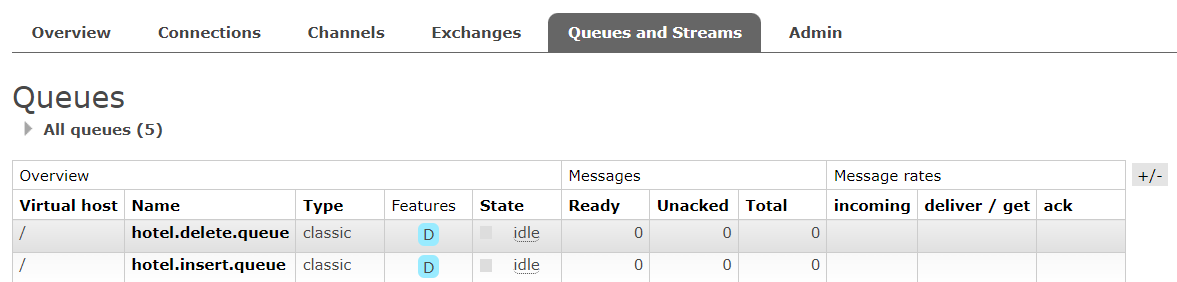 Overview Connections Channels Exchanges Queues and Streams Admin
Queues
All queues (5)
Overview Messages Message rates +/-
Virtual host Name Type Features State Ready Unacked Total incoming deliver / get ack
/ hotel.delete.queue classic D idle 0 0 0
/ hotel.insert.queue classic D idle 0 0 0